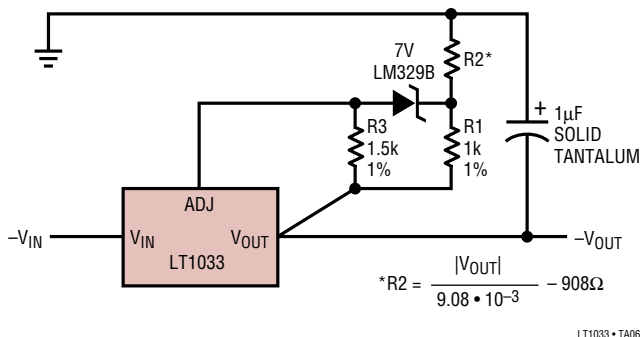 7V
LM329B
R2*
R3
1.5k
1%
R1
1k
1%
+ 1µF
SOLID
TANTALUM
ADJ
–VIN
VIN
VOUT
–VOUT
LT1033
*R2 = |VOUT| / 9.08 • 10–3 – 908Ω
LT1033 • TA06